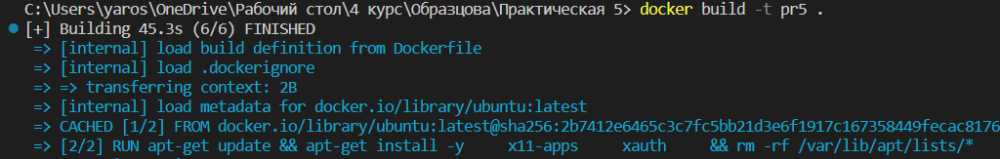 C:\Users\yaros\OneDrive\Рабочий стол\4 курс\Образцова\Практическая 5> docker build -t pr5 .
[+] Building 45.3s (6/6) FINISHED
=> [internal] load build definition from Dockerfile
=> [internal] load .dockerignore
=> => transferring context: 2B
=> [internal] load metadata for docker.io/library/ubuntu:latest
=> CACHED [1/2] FROM docker.io/library/ubuntu:latest@sha256:2b7412e6465c3c7fc5bb21d3e6f1917c167358449fecac8176
=> [2/2] RUN apt-get update && apt-get install -y     x11-apps     xauth     && rm -rf /var/lib/apt/lists/*